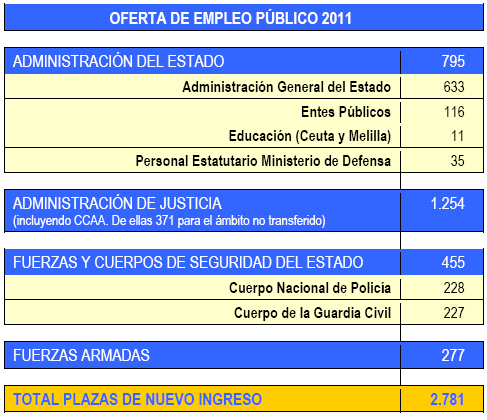 OFERTA DE EMPLEO PÚBLICO 2011
ADMINISTRACIÓN DEL ESTADO 795
Administración General del Estado 633
Entes Públicos 116
Educación (Ceuta y Melilla) 11
Personal Estatutario Ministerio de Defensa 35
ADMINISTRACIÓN DE JUSTICIA 1.254
(incluyendo CCAA. De ellas 371 para el ámbito no transferido)
FUERZAS Y CUERPOS DE SEGURIDAD DEL ESTADO 455
Cuerpo Nacional de Policía 228
Cuerpo de la Guardia Civil 227
FUERZAS ARMADAS 277
TOTAL PLAZAS DE NUEVO INGRESO 2.781